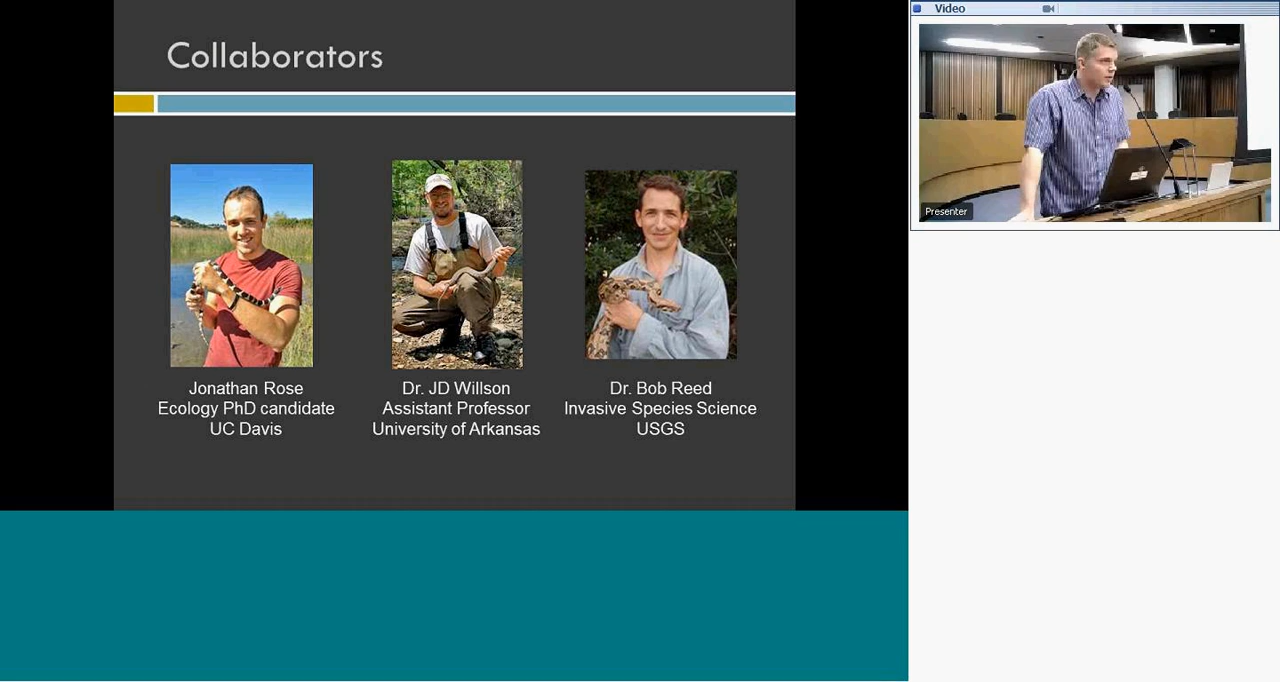 Collaborators
Jonathan Rose
Ecology PhD candidate
UC Davis
Dr. JD Willson
Assistant Professor
University of Arkansas
Dr. Bob Reed
Invasive Species Science
USGS
Video
Presenter